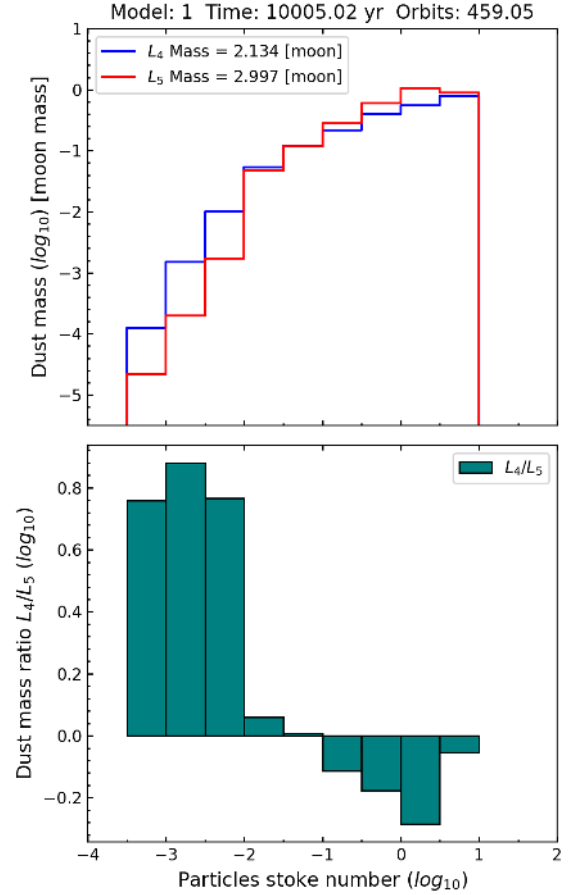 Model: 1 Time: 10005.02 yr Orbits: 459.05
L4 Mass = 2.134 [moon]
L5 Mass = 2.997 [moon]
Dust mass (log10) [moon mass]
1
0
−1
−2
−3
−4
−5
L4/L5
Dust mass ratio L4/L5 (log10)
0.8
0.6
0.4
0.2
0.0
−0.2
−4 −3 −2 −1 0 1 2
Particles stoke number (log10)